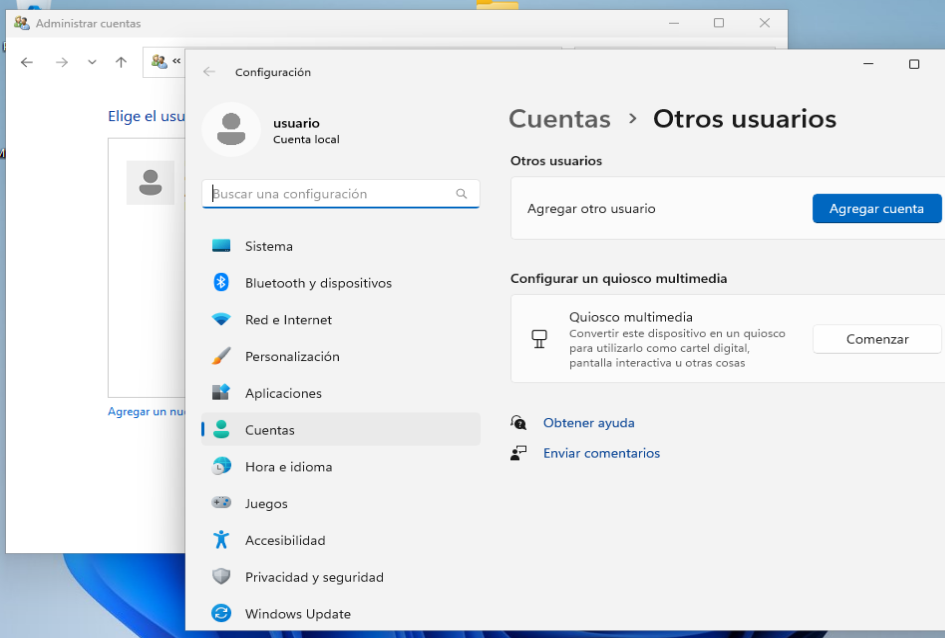 Administrar cuentas
«
Elige el usu
Agregar un nu
Configuración
usuario
Cuenta local
Buscar una configuración
Sistema
Bluetooth y dispositivos
Red e Internet
Personalización
Aplicaciones
Cuentas
Hora e idioma
Juegos
Accesibilidad
Privacidad y seguridad
Windows Update
Cuentas > Otros usuarios
Otros usuarios
Agregar otro usuario
Agregar cuenta
Configurar un quiosco multimedia
Quiosco multimedia
Convertir este dispositivo en un quiosco
para utilizarlo como cartel digital,
pantalla interactiva u otras cosas
Comenzar
Obtener ayuda
Enviar comentarios